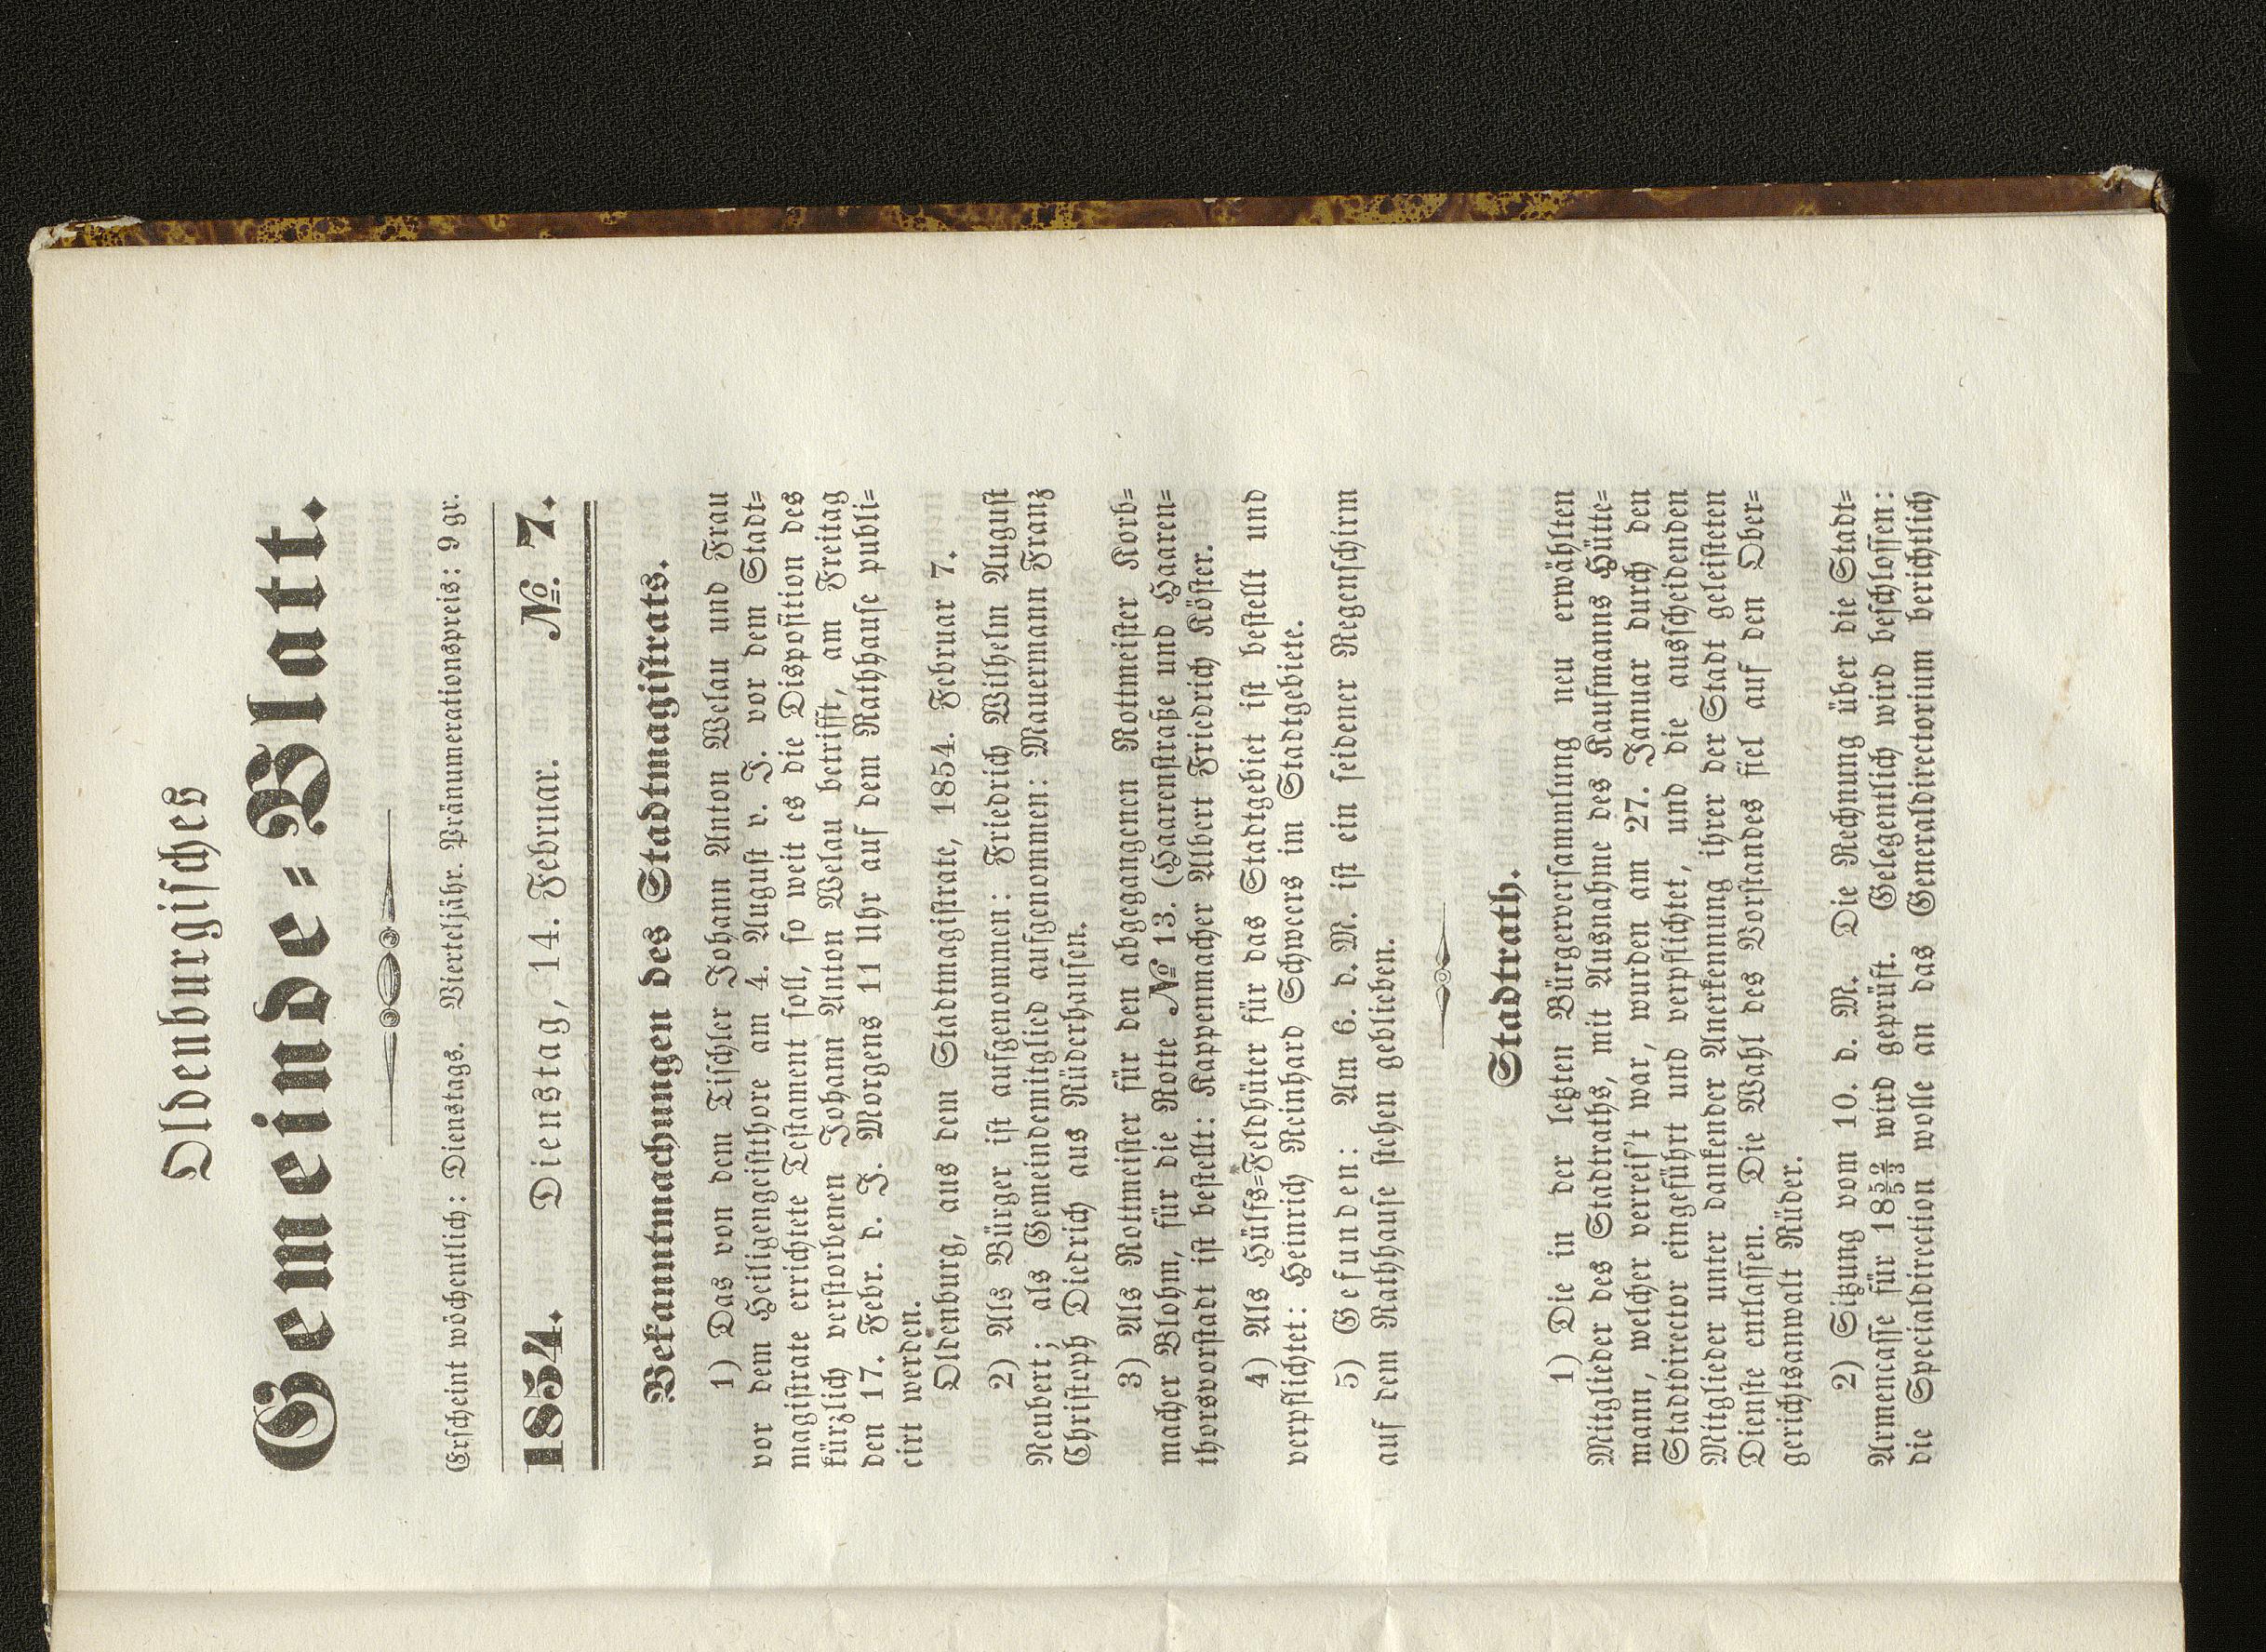 Oldenburgisches
Gemeinde=Blatt.
Erscheint wöchentlich: Dienstags. Vierteljähr. Pränumerationspreis: 9 gr.
1854. Dienstag, 14. Februar. №. 7.
Bekanntmachungen des Stadtmagistrats.
1) Das von dem Tischler Johann Anton Welau und Frau
vor dem Heiligengeistthore am 4. August v. J. vor dem Stadt=
magistrate errichtete Testament soll, so weit es die Disposition des
kürzlich verstorbenen Johann Anton Welau betrifft, am Freitag
den 17. Febr. d. J. Morgens 11 Uhr auf dem Rathhause publi=
cirt werden.
Oldenburg, aus dem Stadtmagistrate, 1854. Februar 7.
2) Als Bürger ist aufgenommen: Friedrich Wilheln August
Neubert; als Gemeindemitglied aufgenommen: Mauermann Franz
Christoph Diedrich aus Rüderhausen.
3) Als Rottmeister für den abgegangenen Rottmeister Korb=
macher Blohm, für die Rotte № 13. (Haarenstraße und Haaren=
thorsvorstadt ist bestellt: Kappenmacher Albert Friedrich Köster.
4) Als Hülfs=Feldhüter für das Stadtgebiet ist bestellt und
verpflichtet: Heinrich Reinhard Schweers im Stadtgebiete.
5) Gefunden: Am 6. d. M. ist ein seidener Regenschirm
auf dem Rathhause stehen geblieben.
Stadtrath.
1) Die in der letzten Bürgerversammlung neu erwählten
Mitglieder des Stadtraths, mit Ausnahme des Kaufmanns Hütte=
mann, welcher verreis't war, wurden am 27. Januar durch den
Stadtdirector eingeführt und verpflichtet, und die ausscheidenden
Mitglieder unter dankender Anerkennung ihrer der Stadt geleisteten
Dienste entlassen. Die Wahl des Vorstandes fiel auf den Ober=
gerichtsanwalt Rüder.
2) Sitzung vom 10. d. M. Die Rechnung über die Stadt=
Armencasse für 18 52/53 wird geprüft. Gelegentlich wird beschlossen:
die Specialdirection wolle an das Generaldirectorium berichtlich